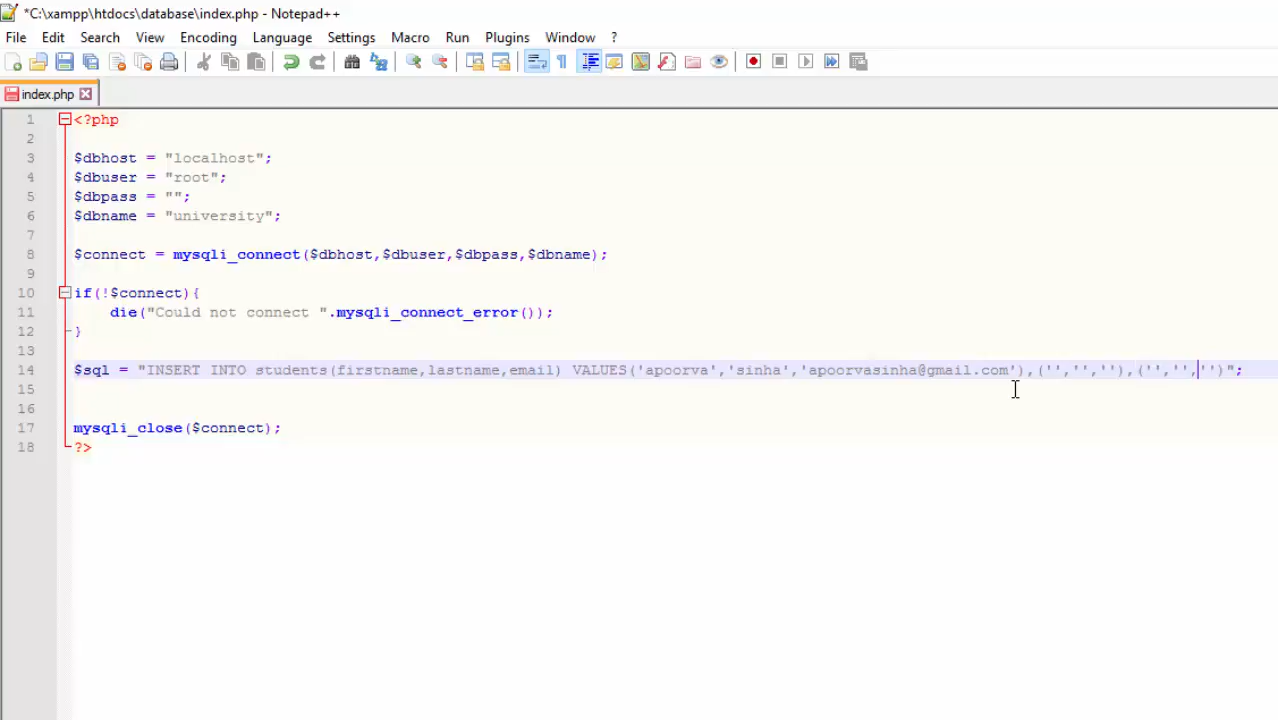 *C:\xampp\htdocs\database\index.php - Notepad++
File Edit Search View Encoding Language Settings Macro Run Plugins Window ?
index.php
1 <?php
2
3 $dbhost = "localhost";
4 $dbuser = "root";
5 $dbpass = "";
6 $dbname = "university";
7
8 $connect = mysqli_connect($dbhost,$dbuser,$dbpass,$dbname);
9
10 if(!$connect){
11 die("Could not connect ".mysqli_connect_error());
12 }
13
14 $sql = "INSERT INTO students(firstname,lastname,email) VALUES('apoorva','sinha','apoorvasinha@gmail.com'),('','',''),('','','')";
15
16
17 mysqli_close($connect);
18 ?>